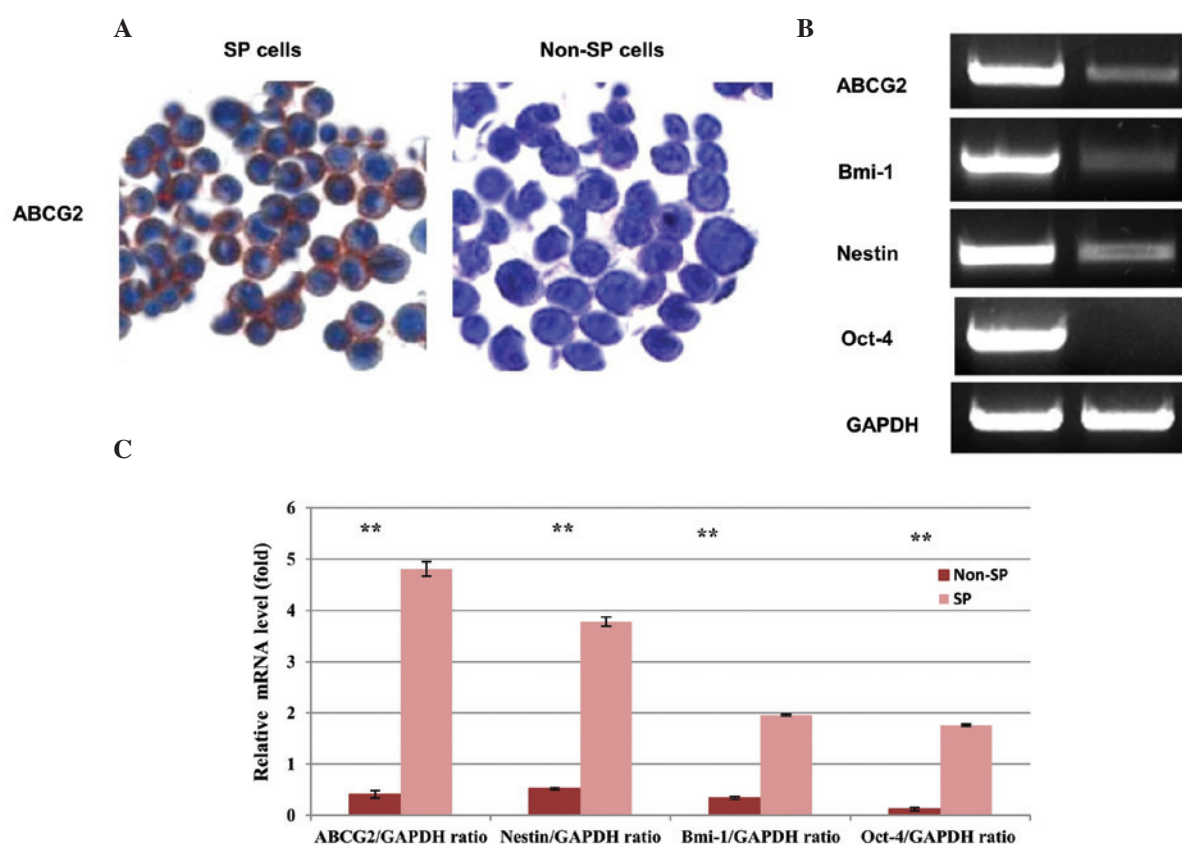 A
SP cells
Non-SP cells
ABCG2
B
ABCG2
Bmi-1
Nestin
Oct-4
GAPDH
C
Relative mRNA level (fold)
6
5
4
3
2
1
0
** ** ** **
Non-SP
SP
ABCG2/GAPDH ratio Nestin/GAPDH ratio Bmi-1/GAPDH ratio Oct-4/GAPDH ratio